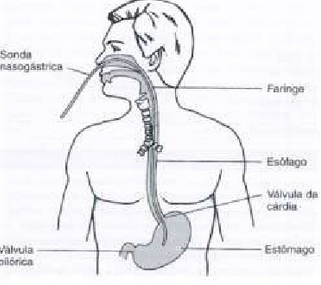 Sonda
nasogástrica
Faringe
Esôfago
Válvula da
cárdia
Válvula
pilórica
Estômago